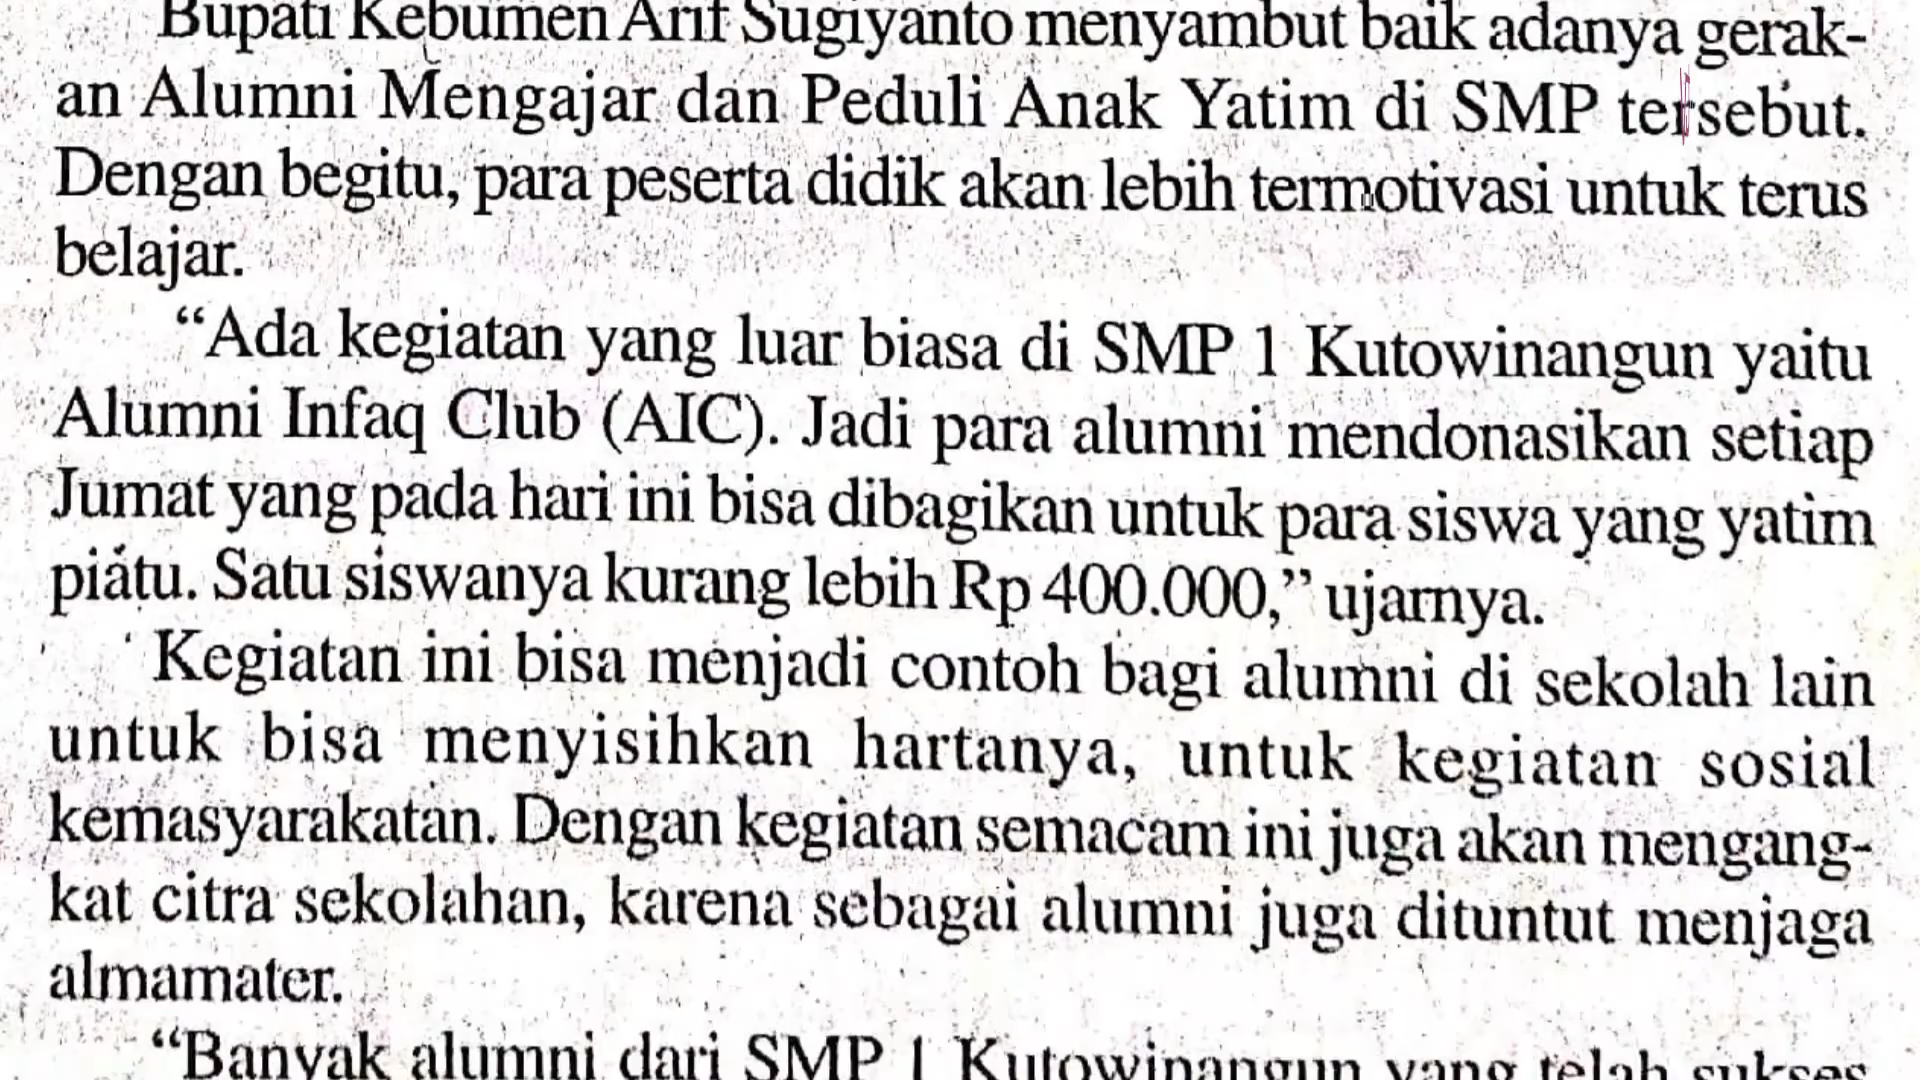 Bupati Kebumen Arif Sugiyanto menyambut baik adanya gerak-
an Alumni Mengajar dan Peduli Anak Yatim di SMP tersebut.
Dengan begitu, para peserta didik akan lebih termotivasi untuk terus
belajar.
“Ada kegiatan yang luar biasa di SMP 1 Kutowinangun yaitu
Alumni Infaq Club (AIC). Jadi para alumni mendonasikan setiap
Jumat yang pada hari ini bisa dibagikan untuk para siswa yang yatim
piatu. Satu siswanya kurang lebih Rp 400.000,” ujarnya.
Kegiatan ini bisa menjadi contoh bagi alumni di sekolah lain
untuk bisa menyisihkan hartanya, untuk kegiatan sosial
kemasyarakatan. Dengan kegiatan semacam ini juga akan mengang-
kat citra sekolahan, karena sebagai alumni juga dituntut menjaga
almamater.
“Banyak alumni dari SMP 1 Kutowinangun yang telah sukses